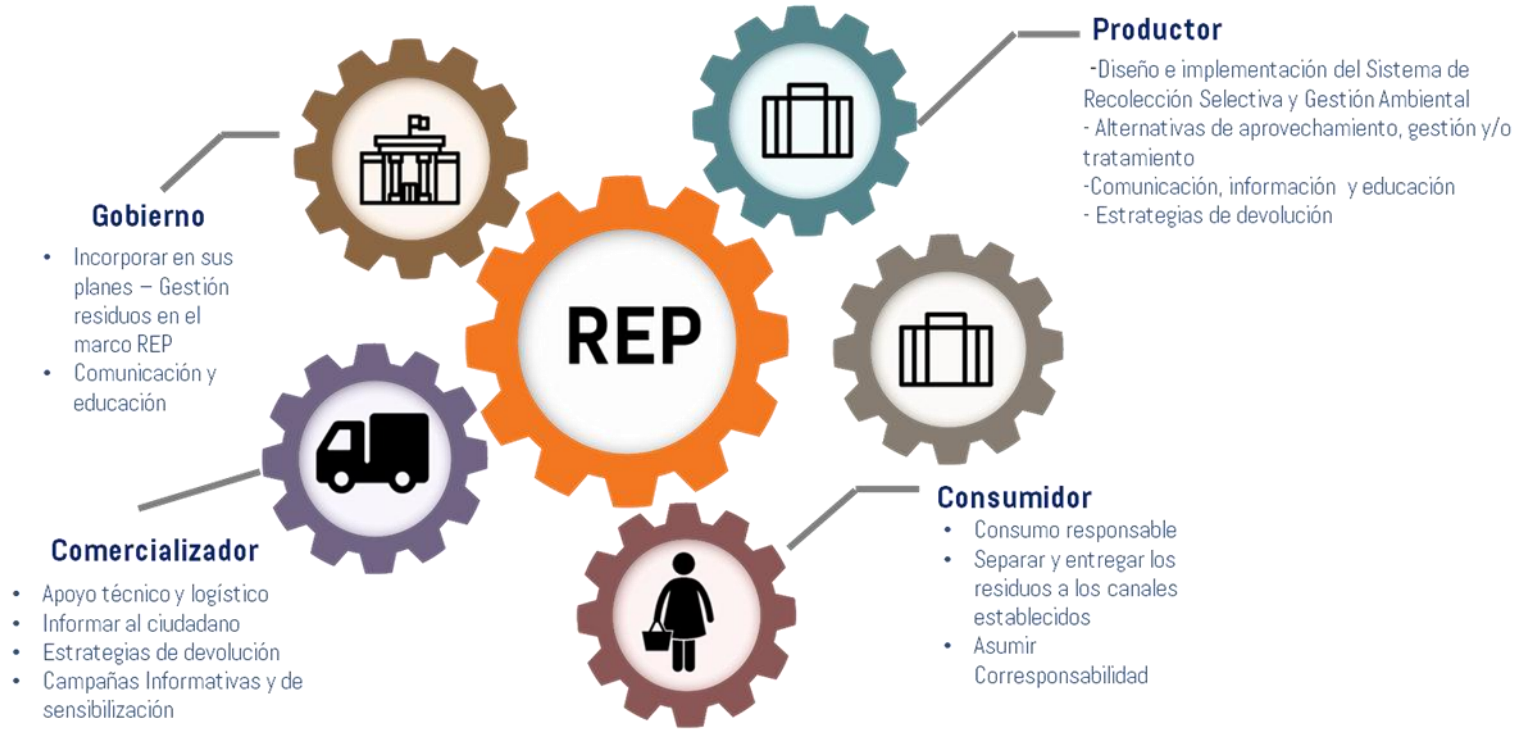 Productor
-Diseño e implementación del Sistema de
Recolección Selectiva y Gestión Ambiental
- Alternativas de aprovechamiento, gestión y/o
tratamiento
-Comunicación, información y educación
- Estrategias de devolución
Gobierno
• Incorporar en sus
planes – Gestión
residuos en el
marco REP
• Comunicación y
educación
REP
Comercializador
• Apoyo técnico y logístico
• Informar al ciudadano
• Estrategias de devolución
• Campañas Informativas y de
sensibilización
Consumidor
• Consumo responsable
• Separar y entregar los
residuos a los canales
establecidos
• Asumir
Corresponsabilidad